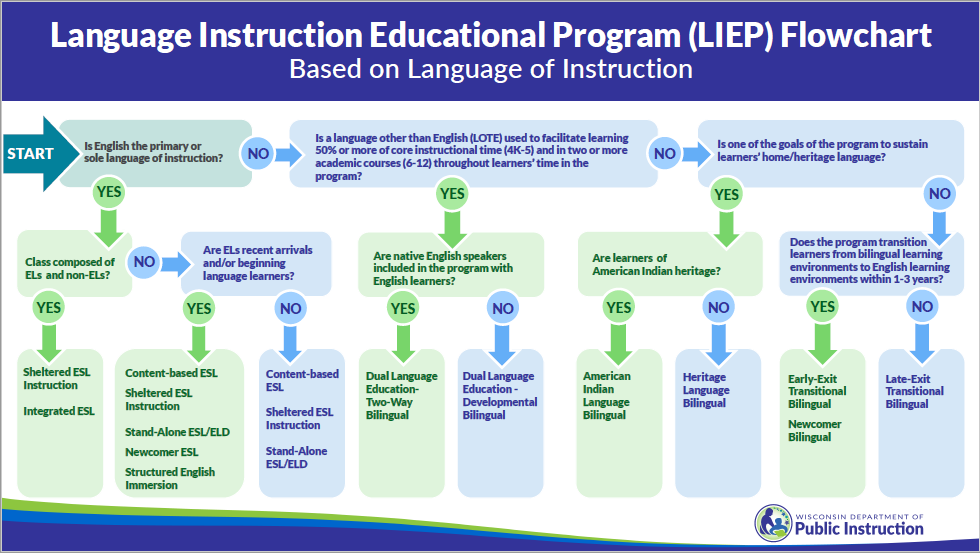 Language Instruction Educational Program (LIEP) Flowchart
Based on Language of Instruction
START
Is English the primary or
sole language of instruction?
NO
Is a language other than English (LOTE) used to facilitate learning
50% or more of core instructional time (4K-5) and in two or more
academic courses (6-12) throughout learners' time in the
program?
NO
Is one of the goals of the program to sustain
learners' home/heritage language?
YES
YES
YES
NO
Class composed of
ELs and non-ELs?
NO
Are ELs recent arrivals
and/or beginning
language learners?
Are native English speakers
included in the program with
English learners?
Are learners of
American Indian heritage?
Does the program transition
learners from bilingual learning
environments to English learning
environments within 1-3 years?
YES
YES
NO
YES
NO
YES
NO
YES
NO
Sheltered ESL
Instruction
Integrated ESL
Content-based ESL
Sheltered ESL
Instruction
Stand-Alone ESL/ELD
Newcomer ESL
Structured English
Immersion
Content-based
ESL
Sheltered ESL
Instruction
Stand-Alone
ESL/ELD
Dual Language
Education-
Two-Way
Bilingual
Dual Language
Education -
Developmental
Bilingual
American
Indian
Language
Bilingual
Heritage
Language
Bilingual
Early-Exit
Transitional
Bilingual
Newcomer
Bilingual
Late-Exit
Transitional
Bilingual
WISCONSIN DEPARTMENT OF
Public Instruction